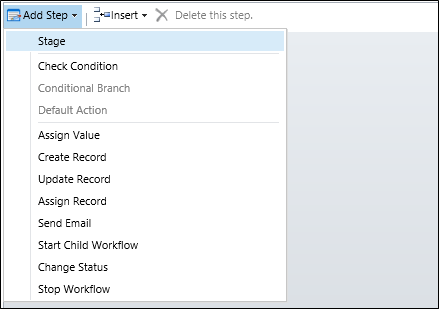 Add Step Insert Delete this step.
Stage
Check Condition
Conditional Branch
Default Action
Assign Value
Create Record
Update Record
Assign Record
Send Email
Start Child Workflow
Change Status
Stop Workflow